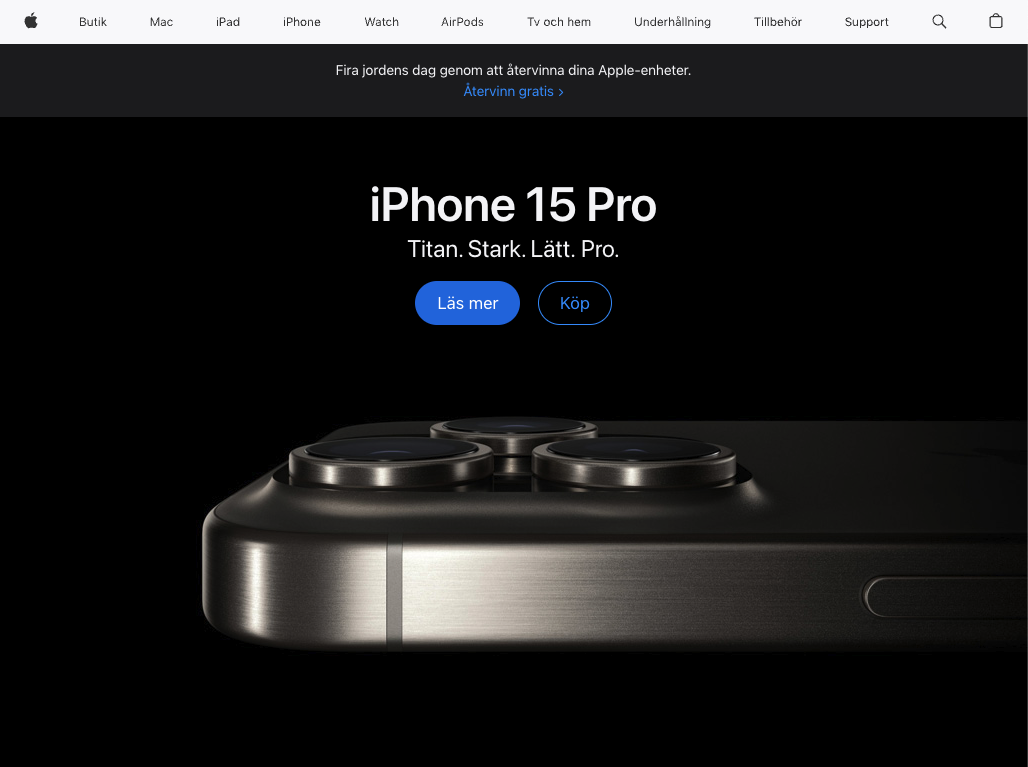 Butik Mac iPad iPhone Watch AirPods Tv och hem Underhållning Tillbehör Support
Fira jordens dag genom att återvinna dina Apple-enheter.
Återvinn gratis >
iPhone 15 Pro
Titan. Stark. Lätt. Pro.
Läs mer Köp